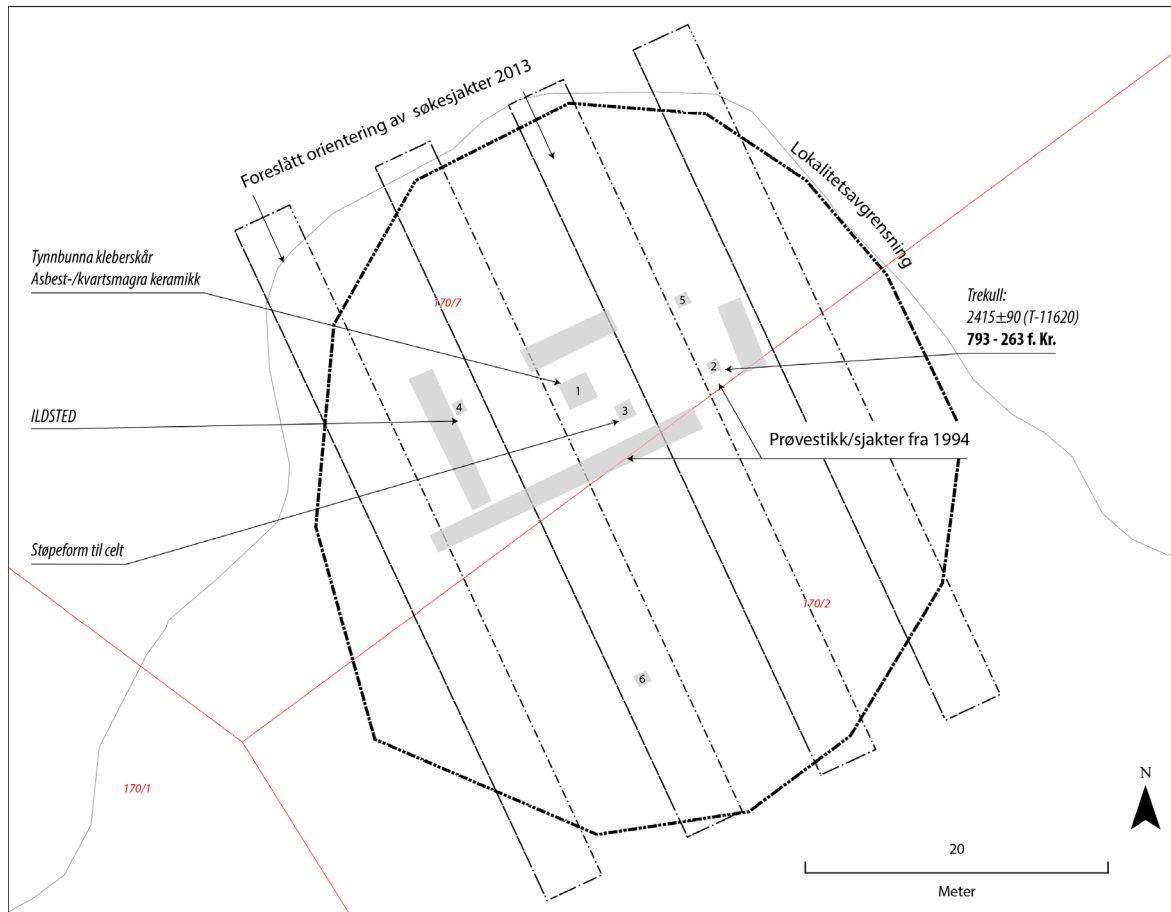 Foreslått orientering av søkesjakter 2013
Lokalitetsavgrensning
Tynnbunna kleberskår
Asbest-/kvartsmagra keramikk
170/7
5
Trekull:
2415±90 (T-11620)
793 - 263 f. Kr.
2
1
4
3
ILDSTED
Prøvestikk/sjakter fra 1994
Støpeform til celt
170/2
6
170/1
N
20
Meter